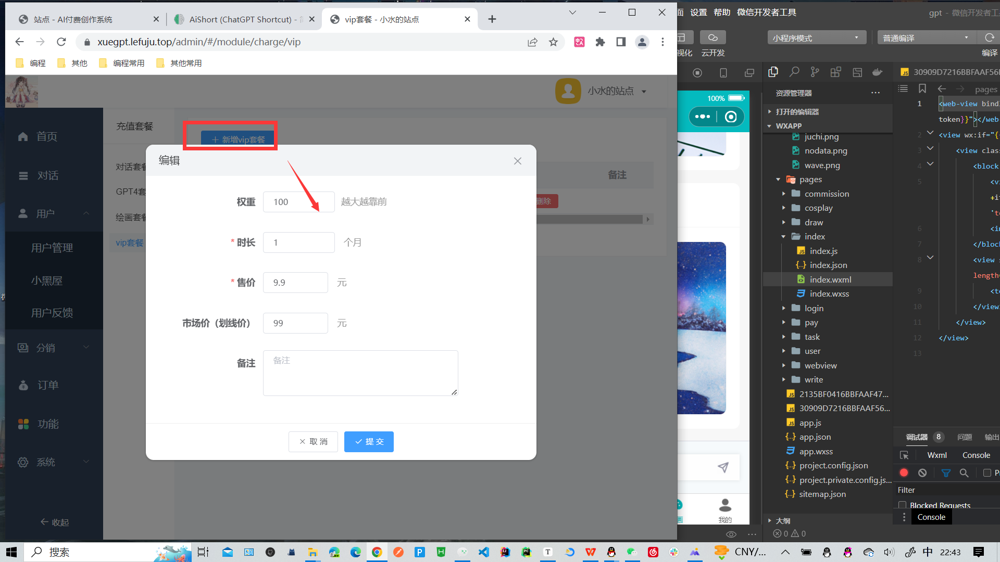 站点 - AI付费创作系统
AiShort (ChatGPT Shortcut) -
vip套餐 - 小水的站点
xuegpt.lefuju.top/admin/#/module/charge/vip
编程
其他
编程常用
其他常用
小水的站点
首页
对话
用户
用户管理
小黑屋
用户反馈
分销
订单
功能
系统
收起
充值套餐
对话套餐
GPT4套
绘画套餐
vip套餐
+ 新增vip套餐
备注
删除
编辑
权重
100
越大越靠前
* 时长
1
个月
* 售价
9.9
元
市场价（划线价）
99
元
备注
备注
取 消
提 交
面 设置 帮助 微信开发者工具
gpt - 微信开发者工
小程序模式
普通编译
视化
云开发
编译
100%
画
我的
资源管理器
打开的编辑器
WXAPP
juchi.png
nodata.png
wave.png
pages
commission
cosplay
draw
index
index.js
index.json
index.wxml
index.wxss
login
pay
task
user
webview
write
2135BF0416BBFAAF47...
30909D7216BBFAAF56...
app.js
app.json
app.wxss
project.config.json
project.private.config.js...
sitemap.json
大纲
0 0
30909D7216BBFAAF56
pages
1 <web-view bind
token}}"></web-
2 <view wx:if="{
3 <view clas
4 <block
5 <v
+it
'to
6 <i
7 </bloc
8 <view
length=
9 <t
10 </view
11 </view>
12 </view>
13
调试器 8 问题 输出
Wxml Console
Filter
Blocked Requests
Console
搜索
CNY/...
中
22:43